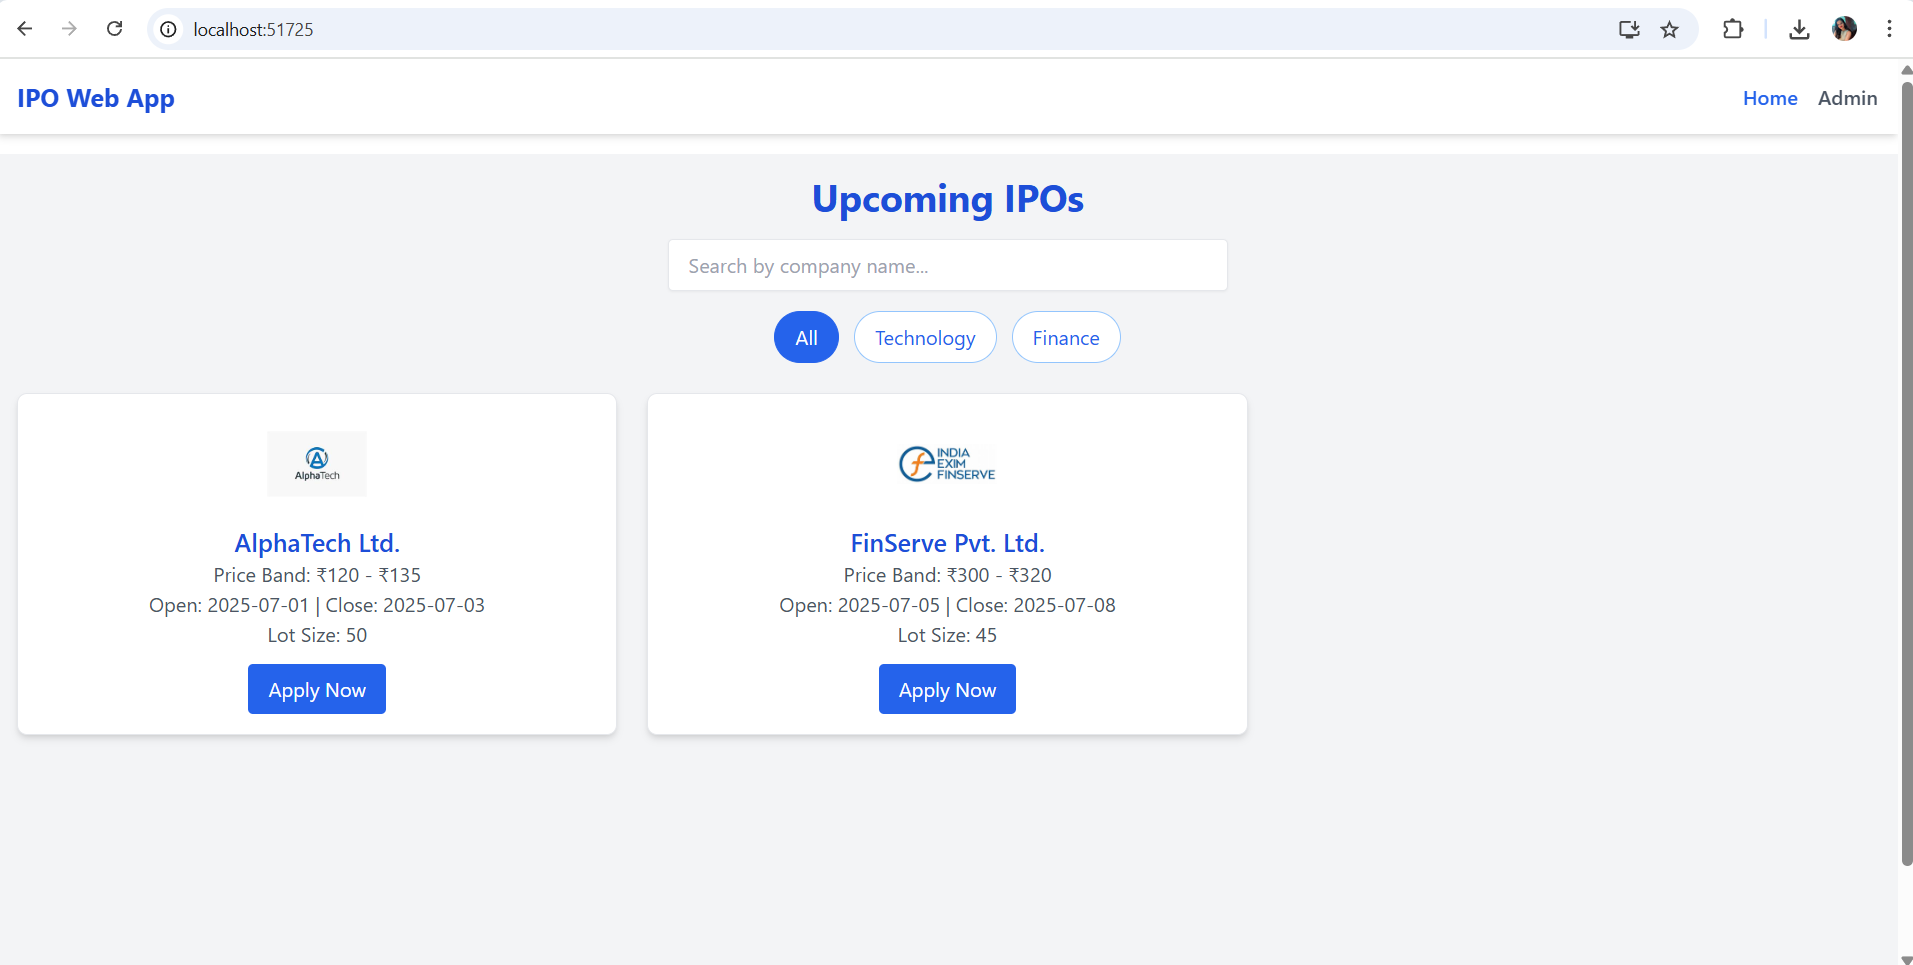 localhost:51725
IPO Web App
Home Admin
Upcoming IPOs
Search by company name...
All Technology Finance
AlphaTech
AlphaTech Ltd.
Price Band: ₹120 - ₹135
Open: 2025-07-01 | Close: 2025-07-03
Lot Size: 50
Apply Now
INDIA
EXIM
FINSERVE
FinServe Pvt. Ltd.
Price Band: ₹300 - ₹320
Open: 2025-07-05 | Close: 2025-07-08
Lot Size: 45
Apply Now